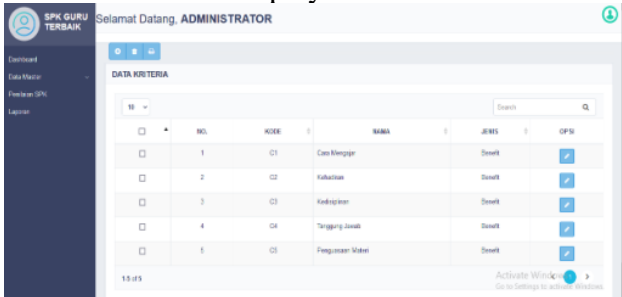 SPK GURU
TERBAIK
Selamat Datang, ADMINISTRATOR
Dashboard
Data Master
Penilaian SPK
Laporan
DATA KRITERIA
10
Search
NO. KODE NAMA JENIS OPSI
1 C1 Cara Mengajar Benefit
2 C2 Kehadiran Benefit
3 C3 Kedisiplinan Benefit
4 C4 Tanggung Jawab Benefit
5 C5 Penguasaan Materi Benefit
1-5 of 5
1
Activate Windows
Go to Settings to activate Windows.